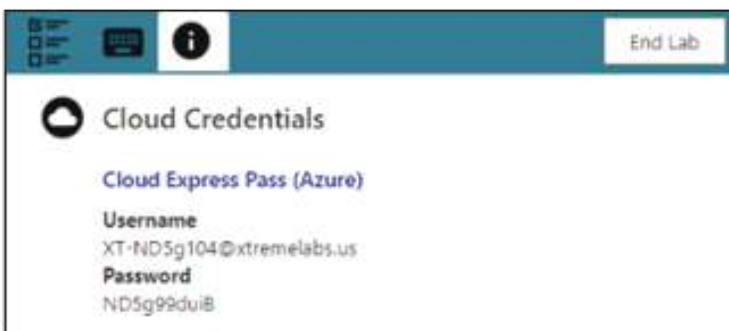 End Lab
Cloud Credentials
Cloud Express Pass (Azure)
Username
XT-ND5g104@xtremelabs.us
Password
ND5g99duiB